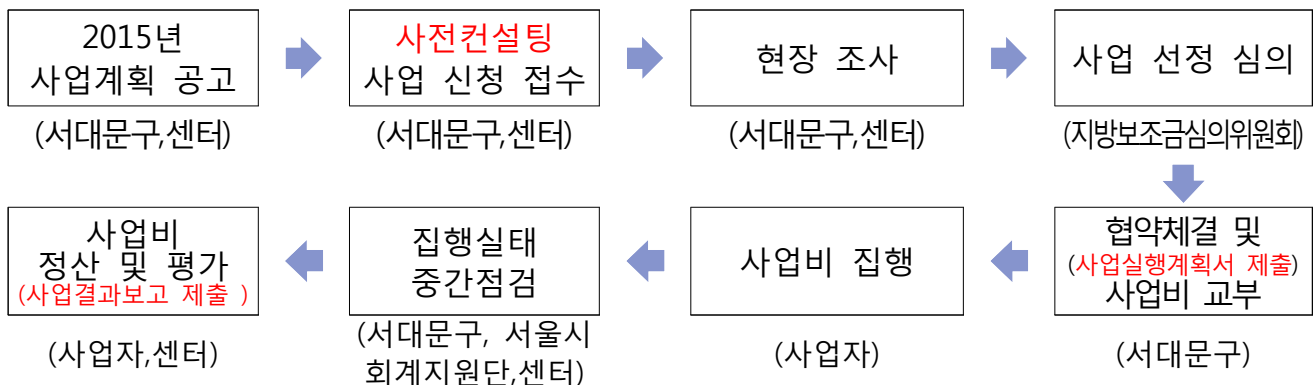 2015년
사업계획 공고
(서대문구,센터)
사전컨설팅
사업 신청 접수
(서대문구,센터)
현장 조사
(서대문구,센터)
사업 선정 심의
(지방보조금심의위원회)
협약체결 및
(사업실행계획서 제출)
사업비 교부
(서대문구)
사업비 집행
(사업자)
집행실태
중간점검
(서대문구, 서울시
회계지원단,센터)
사업비
정산 및 평가
(사업결과보고 제출 )
(사업자,센터)